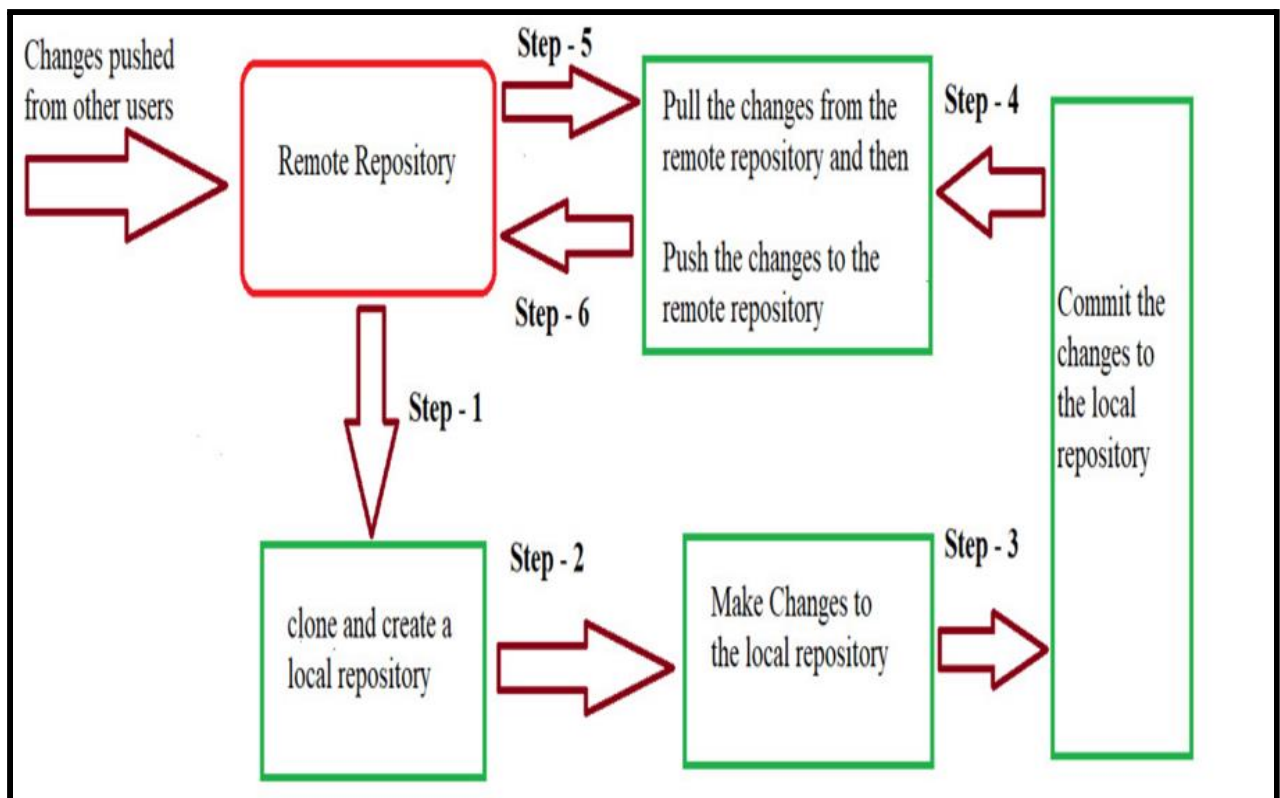 Changes pushed
from other users
Remote Repository
Step - 5
Pull the changes from the
remote repository and then
Push the changes to the
remote repository
Step - 4
Step - 6
Commit the
changes to
the local
repository
Step - 1
clone and create a
local repository
Step - 2
Make Changes to
the local repository
Step - 3